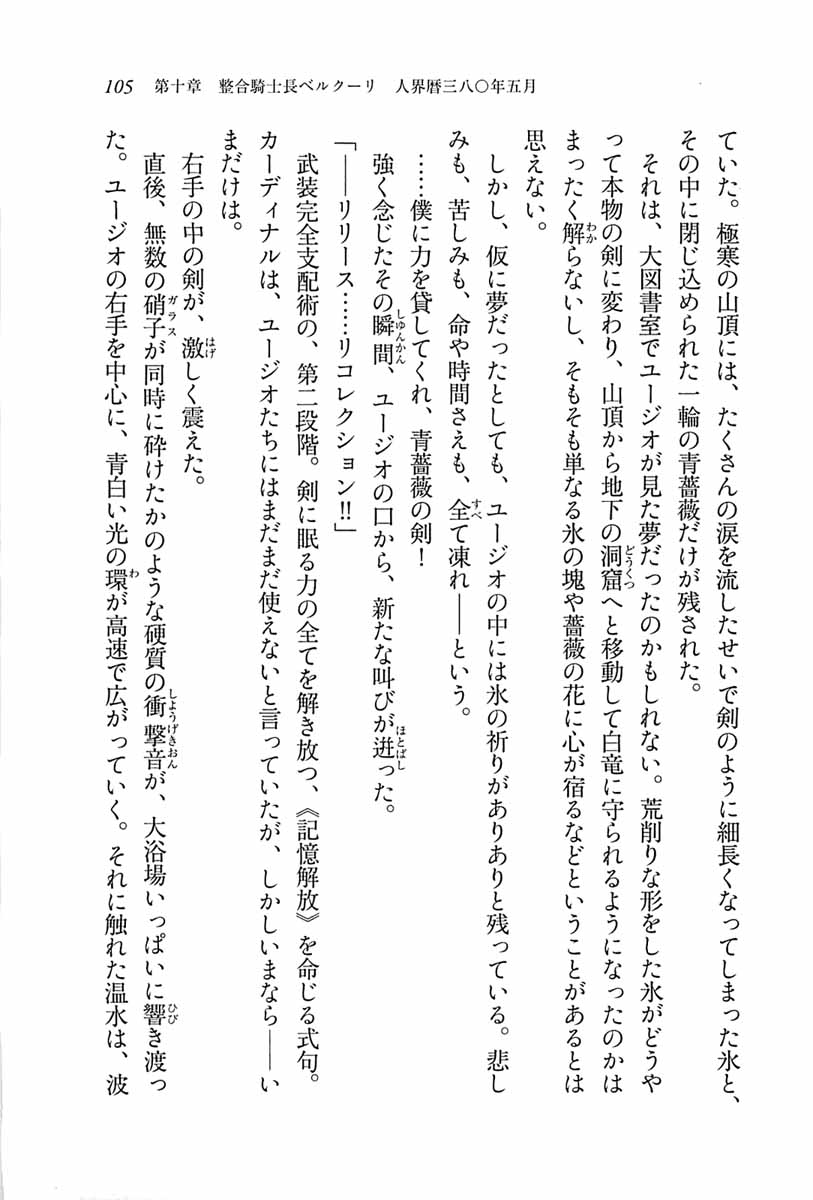 105　第十章　整合騎士長ベルクーリ　人界暦三八〇年五月
ていた。極寒の山頂には、たくさんの涙を流したせいで剣のように細長くなってしまった氷と、
その中に閉じ込められた一輪の青薔薇だけが残された。
　それは、大図書室でユージオが見た夢だったのかもしれない。荒削りな形をした氷がどうや
って本物の剣に変わり、山頂から地下の洞窟へと移動して白竜に守られるようになったのかは
まったく解らないし、そもそも単なる氷の塊や薔薇の花に心が宿るなどということがあるとは
思えない。
　しかし、仮に夢だったとしても、ユージオの中には氷の祈りがありありと残っている。悲し
みも、苦しみも、命や時間さえも、全て凍れ――という。
　……僕に力を貸してくれ、青薔薇の剣！
　強く念じたその瞬間、ユージオの口から、新たな叫びが迸った。
「――リリース……リコレクション!!」
　武装完全支配術の、第二段階。剣に眠る力の全てを解き放つ、《記憶解放》を命じる式句。
カーディナルは、ユージオたちにはまだまだ使えないと言っていたが、しかしいまなら――い
まだけは。
　右手の中の剣が、激しく震えた。
　直後、無数の硝子が同時に砕けたかのような硬質の衝撃音が、大浴場いっぱいに響き渡っ
た。ユージオの右手を中心に、青白い光の環が高速で広がっていく。それに触れた温水は、波